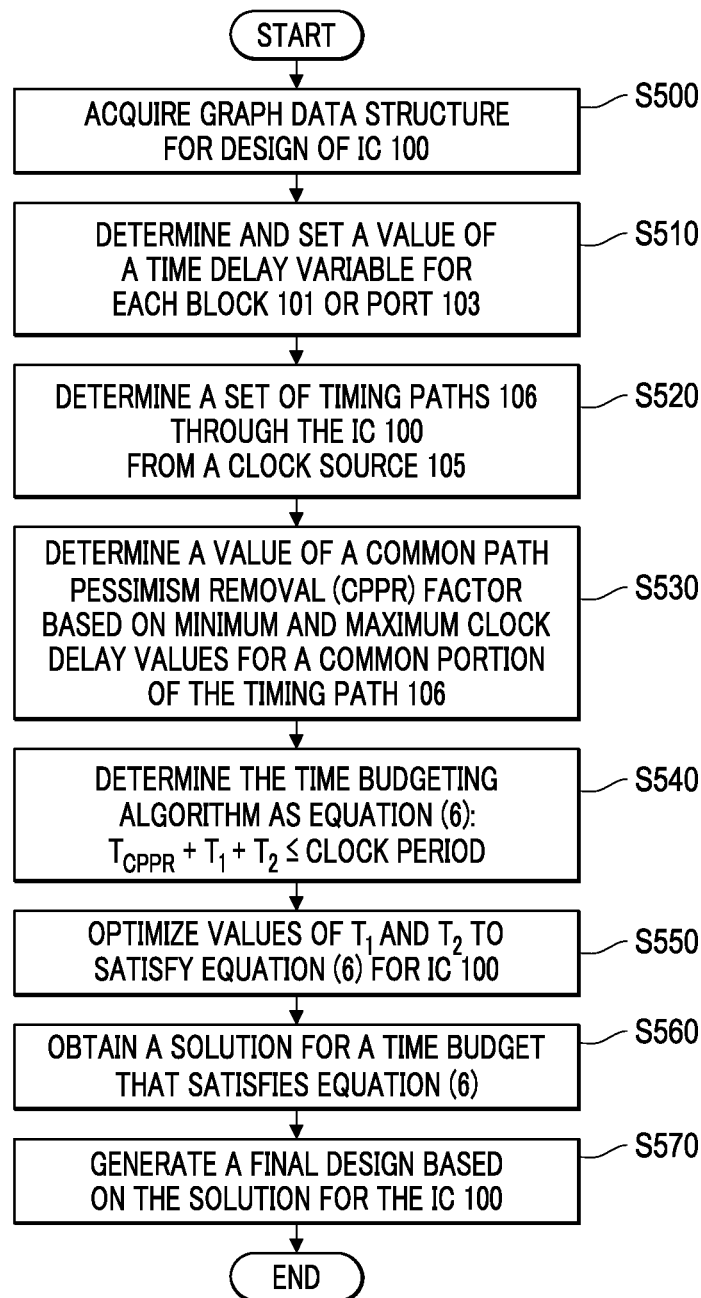 START
ACQUIRE GRAPH DATA STRUCTURE
FOR DESIGN OF IC 100
S500
DETERMINE AND SET A VALUE OF
A TIME DELAY VARIABLE FOR
EACH BLOCK 101 OR PORT 103
S510
DETERMINE A SET OF TIMING PATHS 106
THROUGH THE IC 100
FROM A CLOCK SOURCE 105
S520
DETERMINE A VALUE OF A COMMON PATH
PESSIMISM REMOVAL (CPPR) FACTOR
BASED ON MINIMUM AND MAXIMUM CLOCK
DELAY VALUES FOR A COMMON PORTION
OF THE TIMING PATH 106
S530
DETERMINE THE TIME BUDGETING
ALGORITHM AS EQUATION (6):
T_CPPR + T_1 + T_2 ≤ CLOCK PERIOD
S540
OPTIMIZE VALUES OF T_1 AND T_2 TO
SATISFY EQUATION (6) FOR IC 100
S550
OBTAIN A SOLUTION FOR A TIME BUDGET
THAT SATISFIES EQUATION (6)
S560
GENERATE A FINAL DESIGN BASED
ON THE SOLUTION FOR THE IC 100
S570
END